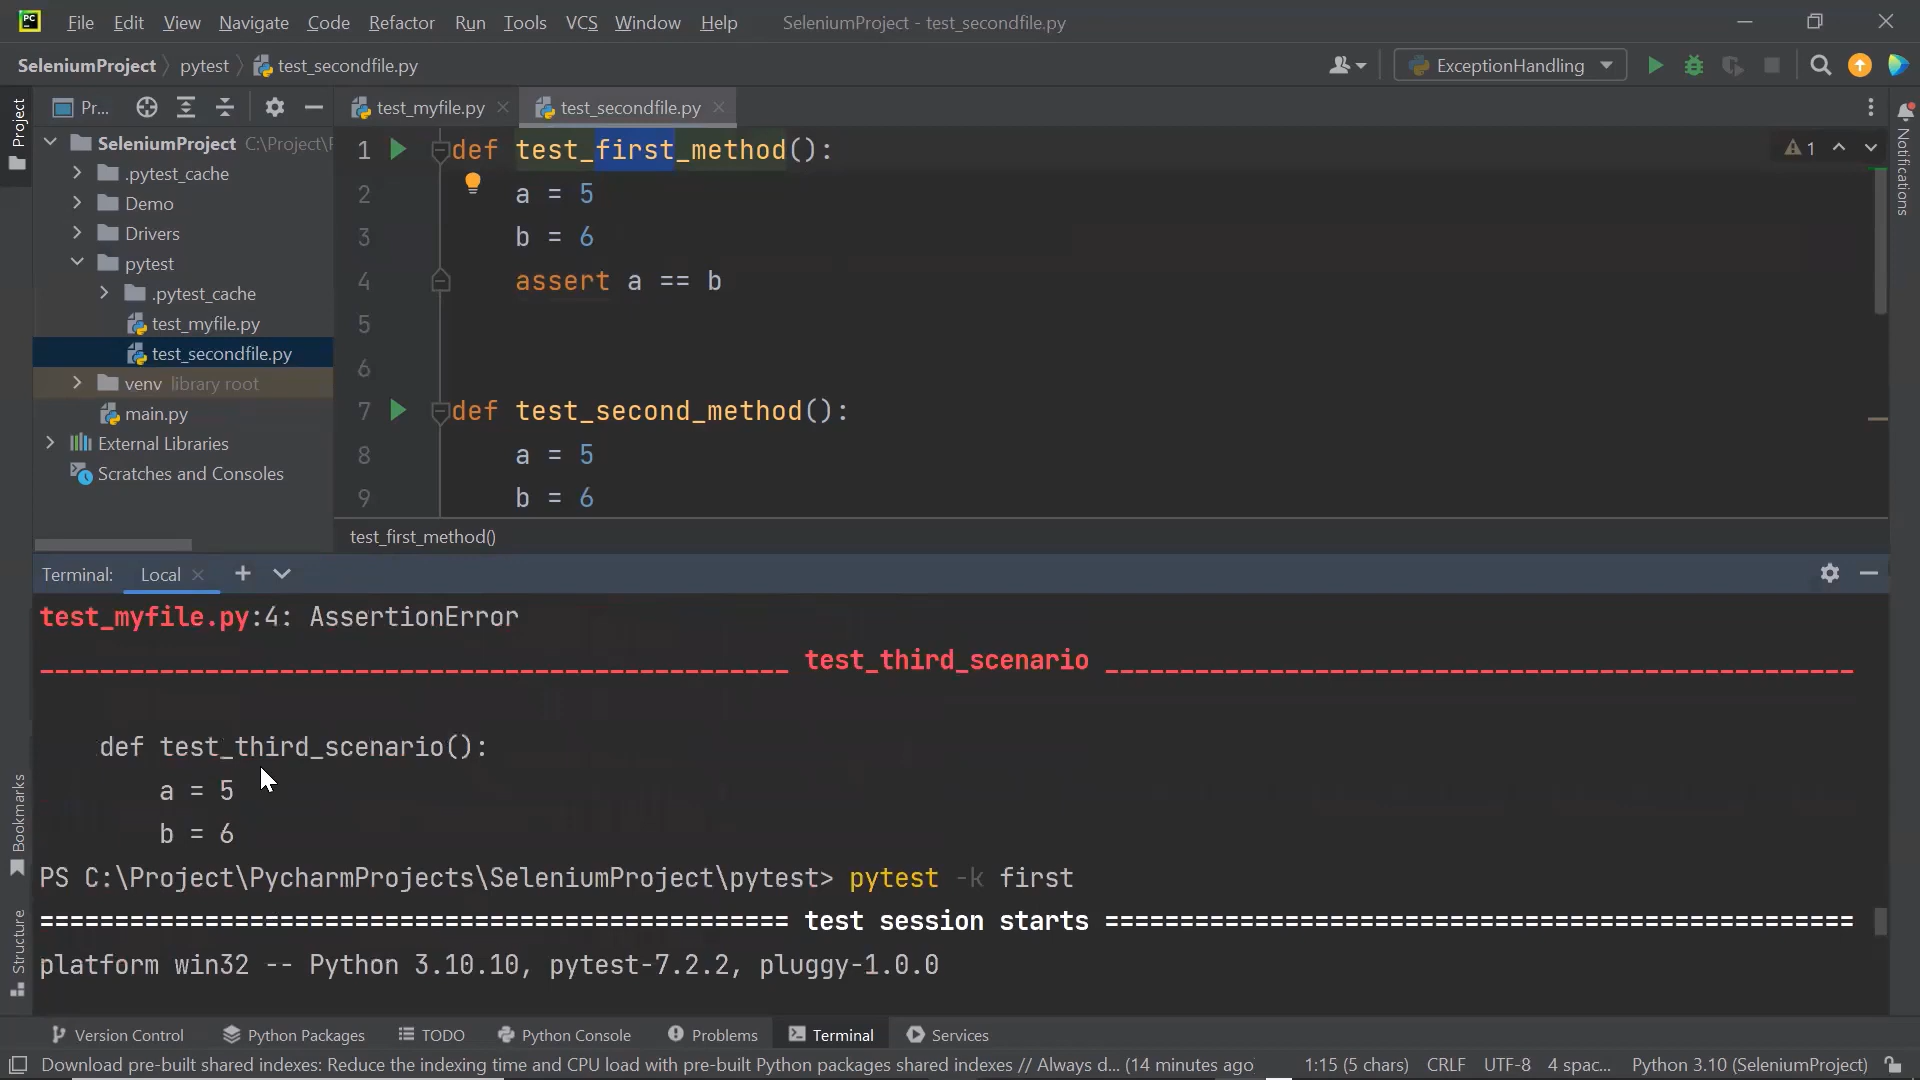 PC File Edit View Navigate Code Refactor Run Tools VCS Window Help SeleniumProject - test_secondfile.py
SeleniumProject pytest test_secondfile.py ExceptionHandling
Project
Pr...
test_myfile.py test_secondfile.py
SeleniumProject C:\Project\
.pytest_cache
Demo
Drivers
pytest
.pytest_cache
test_myfile.py
test_secondfile.py
venv library root
main.py
External Libraries
Scratches and Consoles
1 def test_first_method():
2 a = 5
3 b = 6
4 assert a == b
5
6
7 def test_second_method():
8 a = 5
9 b = 6
1
Notifications
test_first_method()
Terminal: Local
test_myfile.py:4: AssertionError
__________________________________________________ test_third_scenario __________________________________________________
def test_third_scenario():
a = 5
b = 6
PS C:\Project\PycharmProjects\SeleniumProject\pytest> pytest -k first
================================================== test session starts ==================================================
platform win32 -- Python 3.10.10, pytest-7.2.2, pluggy-1.0.0
Bookmarks
Structure
Version Control Python Packages TODO Python Console Problems Terminal Services
Download pre-built shared indexes: Reduce the indexing time and CPU load with pre-built Python packages shared indexes // Always d... (14 minutes ago 1:15 (5 chars) CRLF UTF-8 4 spac... Python 3.10 (SeleniumProject)